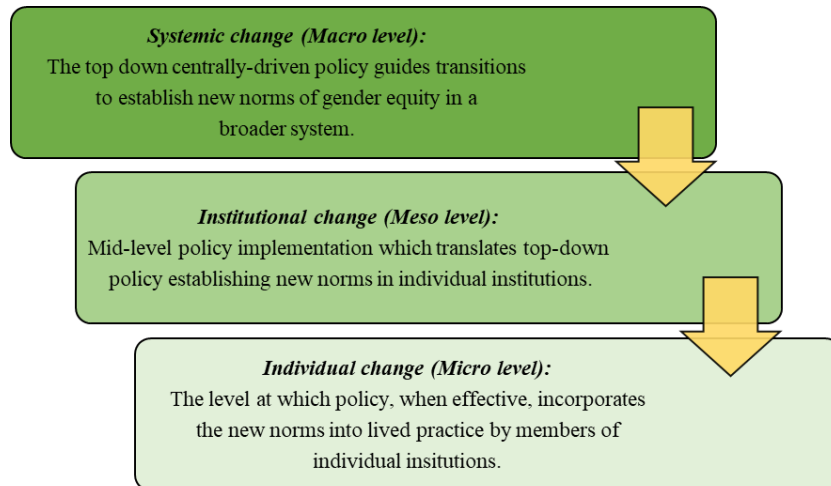 Systemic change (Macro level):
The top down centrally-driven policy guides transitions
to establish new norms of gender equity in a
broader system.
Institutional change (Meso level):
Mid-level policy implementation which translates top-down
policy establishing new norms in individual institutions.
Individual change (Micro level):
The level at which policy, when effective, incorporates
the new norms into lived practice by members of
individual insitutions.